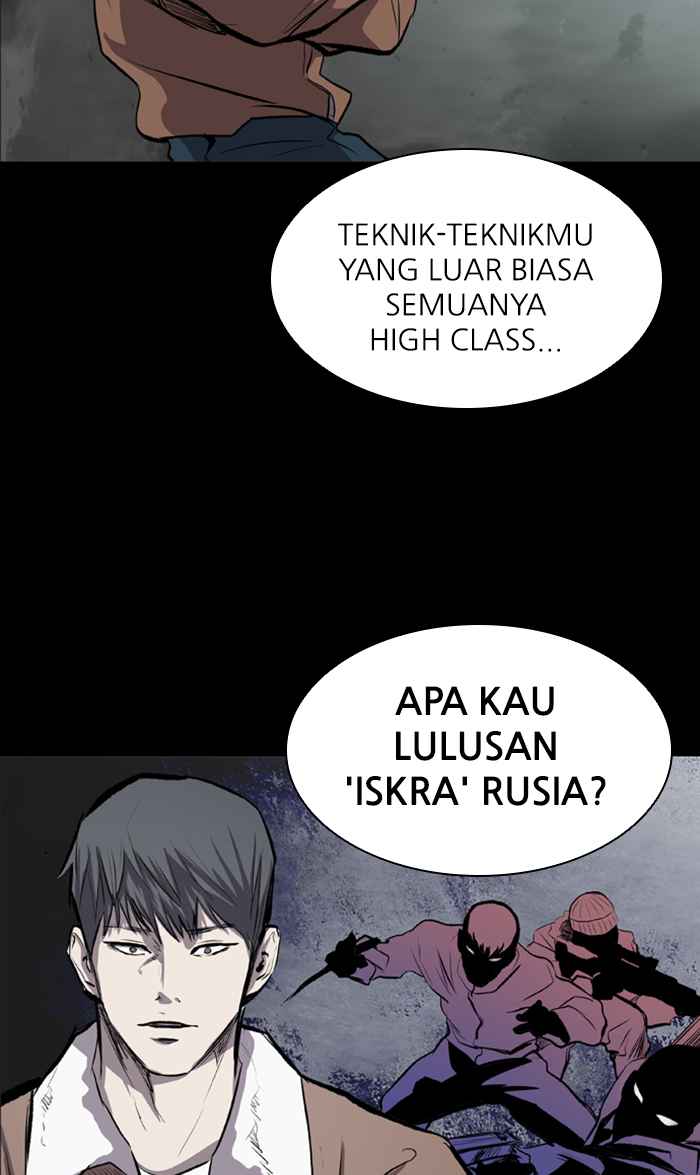 TEKNIK-TEKNIKMU
YANG LUAR BIASA
SEMUANYA
HIGH CLASS...
APA KAU
LULUSAN
'ISKRA' RUSIA?